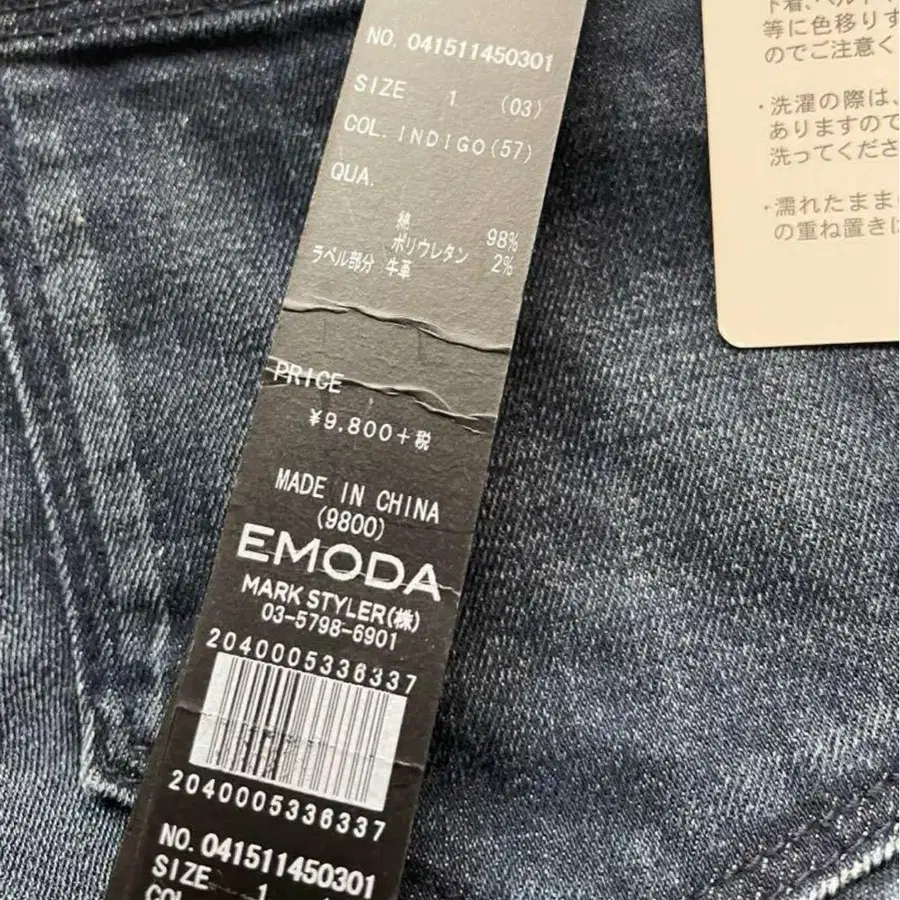 NO. 041511450301
SIZE 1 (03)
COL. INDIGO(57)
QUA.
綿 98%
ポリウレタン 2%
ラベル部分 牛革
PRICE
¥9,800+税
MADE IN CHINA
(9800)
EMODA
MARK STYLER(株)
03-5798-6901
2040005336337
2040005336337
NO. 041511450301
SIZE 1
COL
等に色移りす
のでご注意く
・洗濯の際は、
ありますので
洗ってくださ
・濡れたまま
の重ね置きは